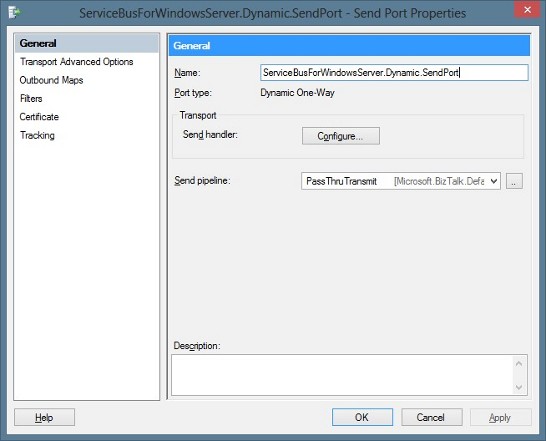 ServiceBusForWindowsServer.Dynamic.SendPort - Send Port Properties
General
Transport Advanced Options
Outbound Maps
Filters
Certificate
Tracking
General
Name: ServiceBusForWindowsServer.Dynamic.SendPort
Port type: Dynamic One-Way
Transport
Send handler: Configure...
Send pipeline: PassThruTransmit [Microsoft.BizTalk.Defa ..
Description:
Help OK Cancel Apply